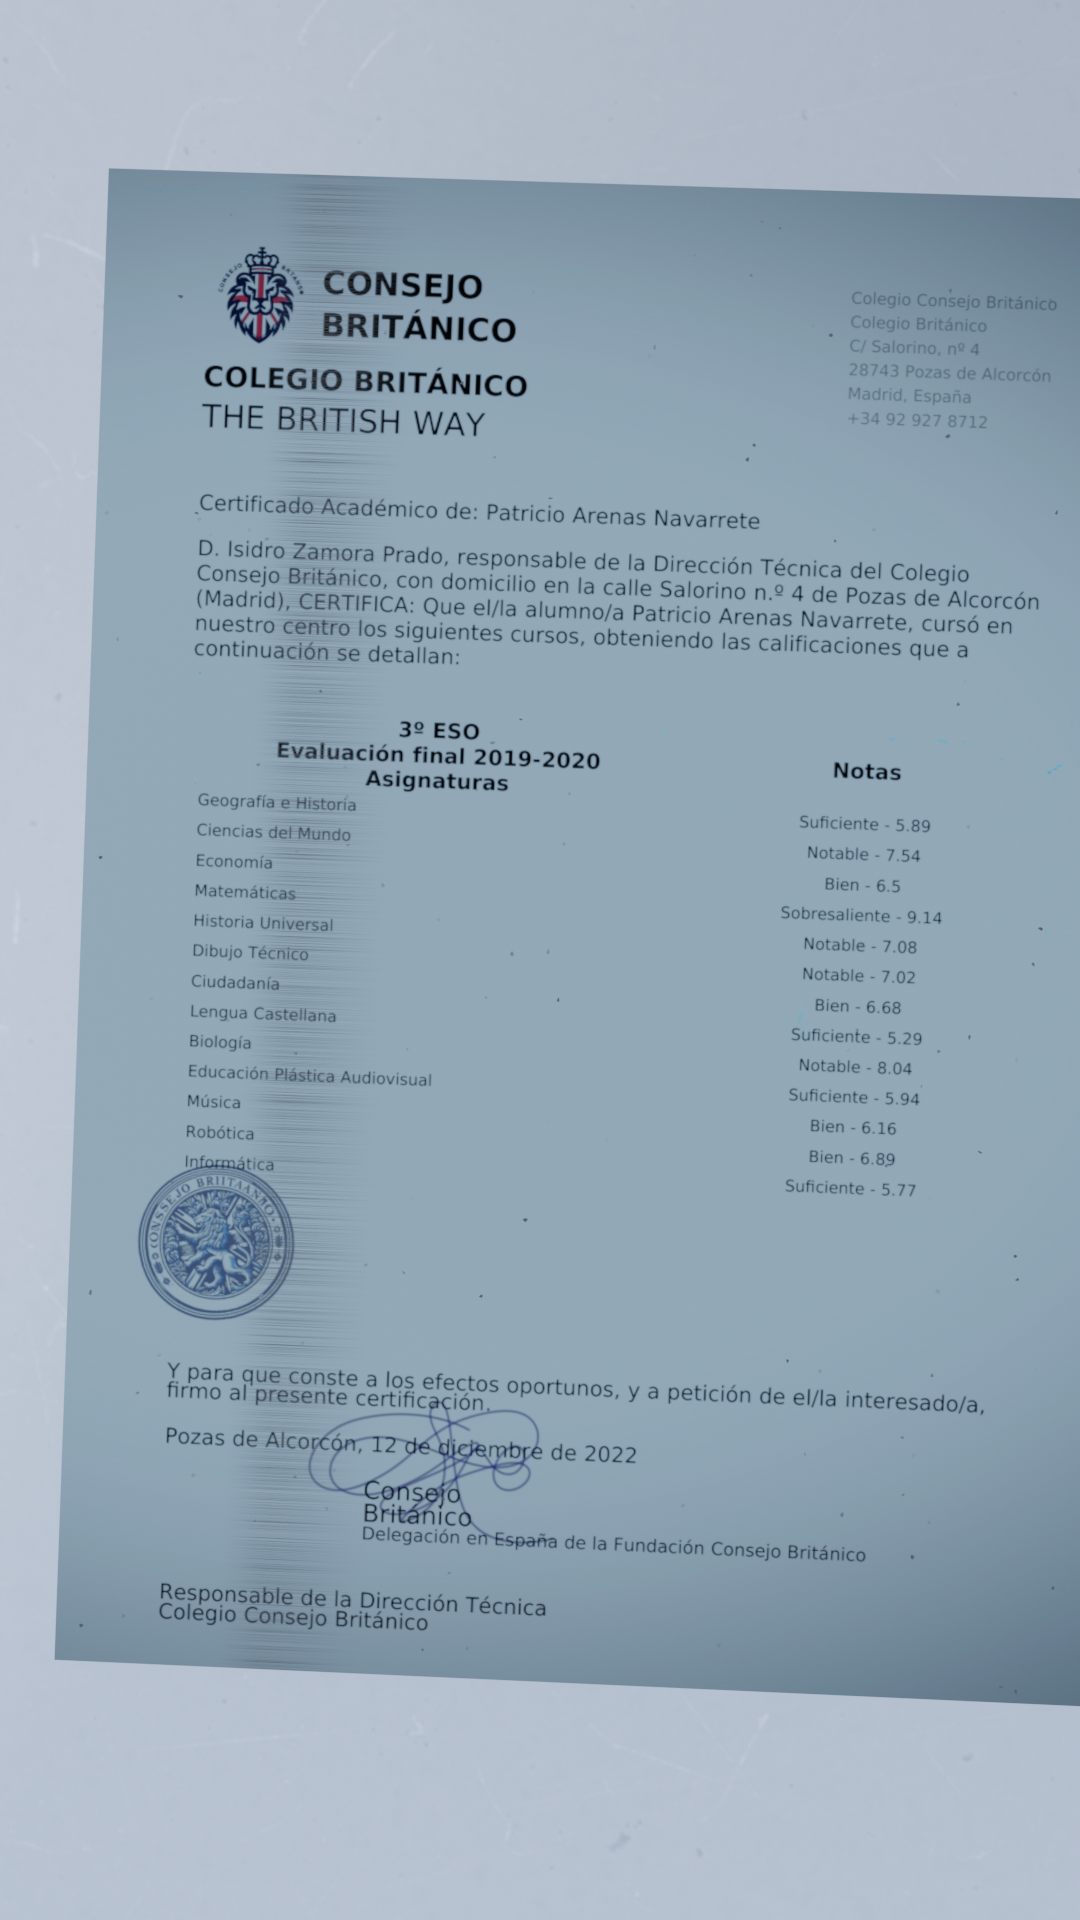 CONSEJO
BRITÁNICO
COLEGIO BRITÁNICO
THE BRITISH WAY
Colegio Consejo Británico
Colegio Británico
C/ Salorino, nº 4
28743 Pozas de Alcorcón
Madrid, España
+34 92 927 8712
Certificado Académico de: Patricio Arenas Navarrete
D. Isidro Zamora Prado, responsable de la Dirección Técnica del Colegio
Consejo Británico, con domicilio en la calle Salorino n.º 4 de Pozas de Alcorcón
(Madrid), CERTIFICA: Que el/la alumno/a Patricio Arenas Navarrete, cursó en
nuestro centro los siguientes cursos, obteniendo las calificaciones que a
continuación se detallan:
3º ESO
Evaluación final 2019-2020
Asignaturas Notas
Geografía e Historia Suficiente - 5.89
Ciencias del Mundo Notable - 7.54
Economía Bien - 6.5
Matemáticas Sobresaliente - 9.14
Historia Universal Notable - 7.08
Dibujo Técnico Notable - 7.02
Ciudadanía Bien - 6.68
Lengua Castellana Suficiente - 5.29
Biología Notable - 8.04
Educación Plástica Audiovisual Suficiente - 5.94
Música Bien - 6.16
Robótica Bien - 6.89
Informática Suficiente - 5.77
Y para que conste a los efectos oportunos, y a petición de el/la interesado/a,
firmo al presente certificación.
Pozas de Alcorcón, 12 de diciembre de 2022
Consejo
Británico
Delegación en España de la Fundación Consejo Británico
Responsable de la Dirección Técnica
Colegio Consejo Británico